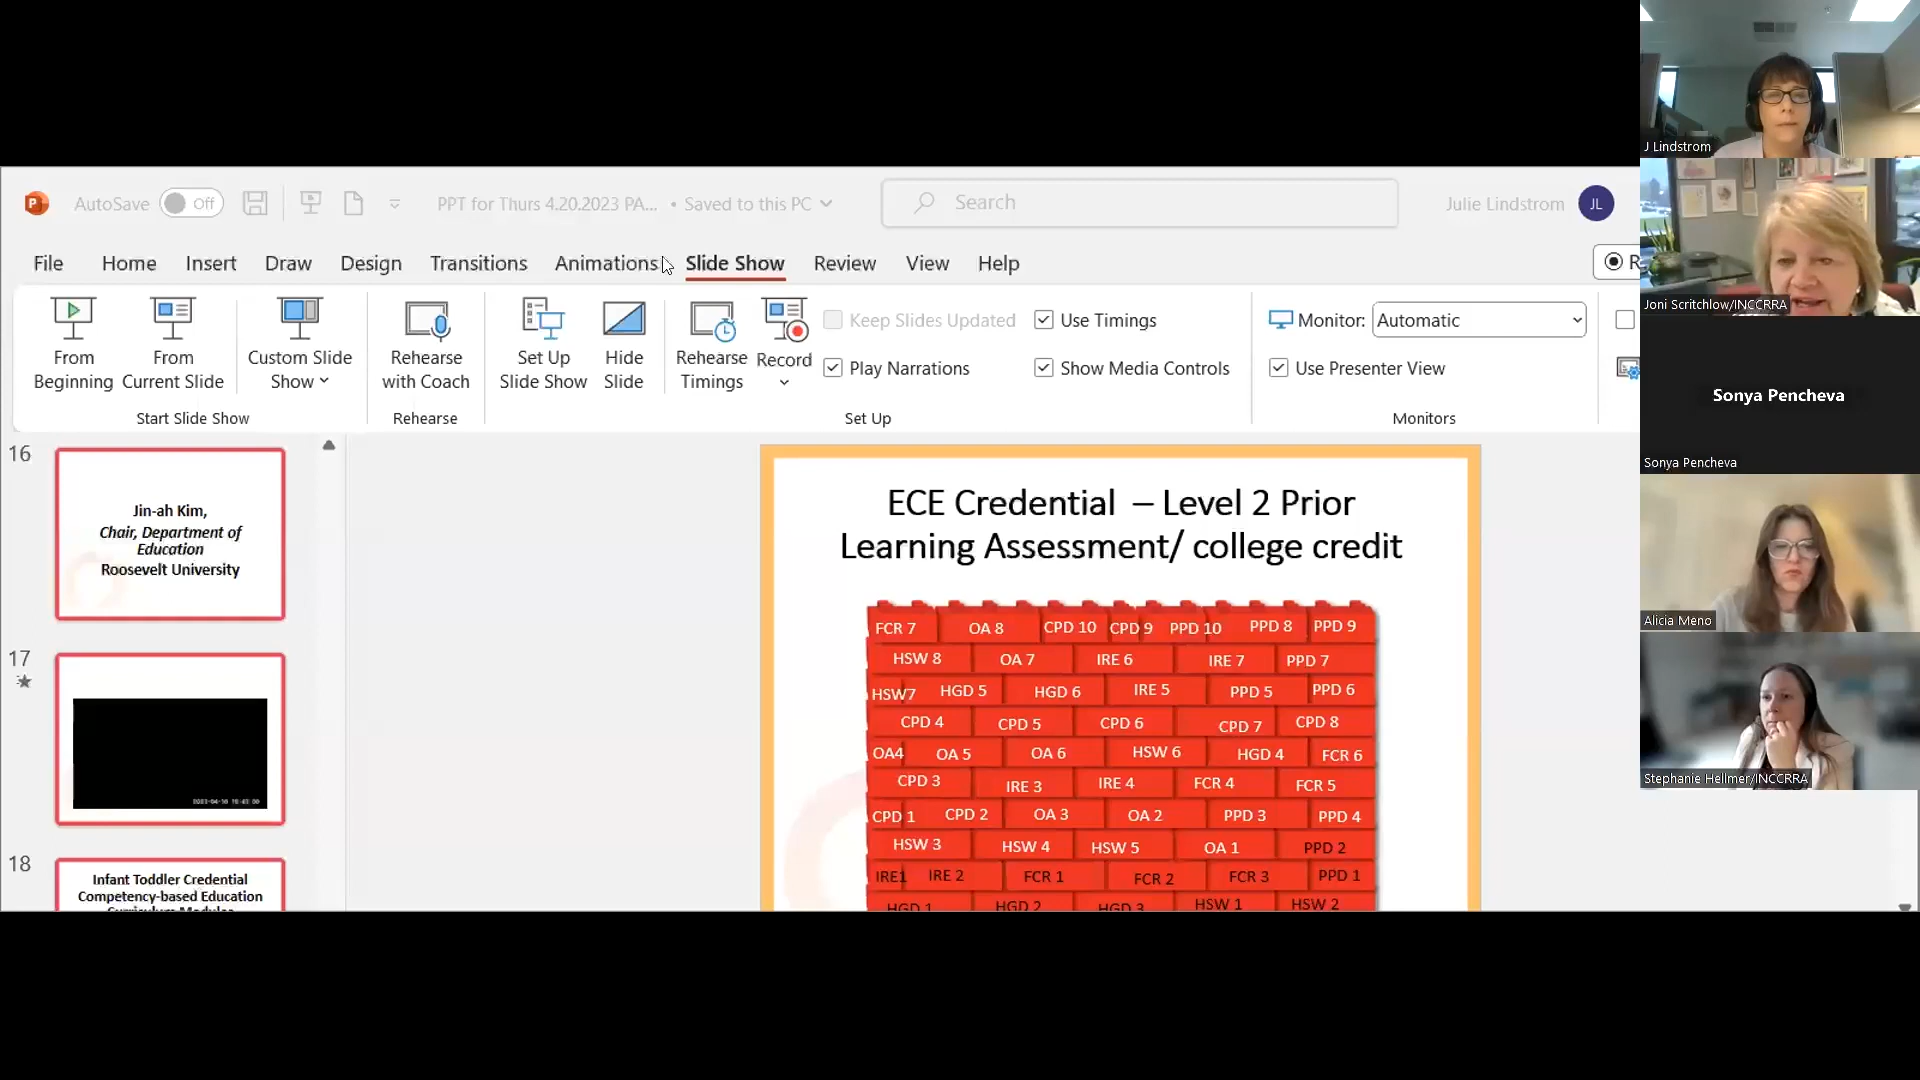 AutoSave
Off
PPT for Thurs 4.20.2023 PA... • Saved to this PC
Search
Julie Lindstrom
JL
File Home Insert Draw Design Transitions Animations Slide Show Review View Help
From Beginning
From Current Slide
Custom Slide Show
Start Slide Show
Rehearse with Coach
Rehearse
Set Up Slide Show
Hide Slide
Rehearse Timings
Record
Keep Slides Updated
Play Narrations
Use Timings
Show Media Controls
Set Up
Monitor: Automatic
Use Presenter View
Monitors
16
Jin-ah Kim,
Chair, Department of
Education
Roosevelt University
17
18
Infant Toddler Credential
Competency-based Education
Curriculum Modules
ECE Credential – Level 2 Prior
Learning Assessment/ college credit
FCR 7 OA 8 CPD 10 CPD 9 PPD 10 PPD 8 PPD 9
HSW 8 OA 7 IRE 6 IRE 7 PPD 7
HSW7 HGD 5 HGD 6 IRE 5 PPD 5 PPD 6
CPD 4 CPD 5 CPD 6 CPD 7 CPD 8
OA4 OA 5 OA 6 HSW 6 HGD 4 FCR 6
CPD 3 IRE 3 IRE 4 FCR 4 FCR 5
CPD 1 CPD 2 OA 3 OA 2 PPD 3 PPD 4
HSW 3 HSW 4 HSW 5 OA 1 PPD 2
IRE1 IRE 2 FCR 1 FCR 2 FCR 3 PPD 1
HGD 1 HGD 2 HGD 3 HSW 1 HSW 2
J Lindstrom
Joni Scritchlow/INCCRRA
Sonya Pencheva
Sonya Pencheva
Alicia Meno
Stephanie Hellmer/INCCRRA